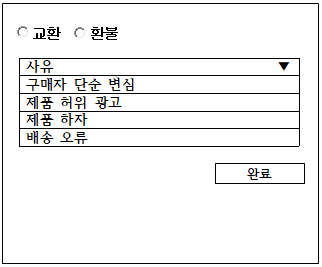 교환 환불
사유 ▼
구매자 단순 변심
제품 허위 광고
제품 하자
배송 오류
완료